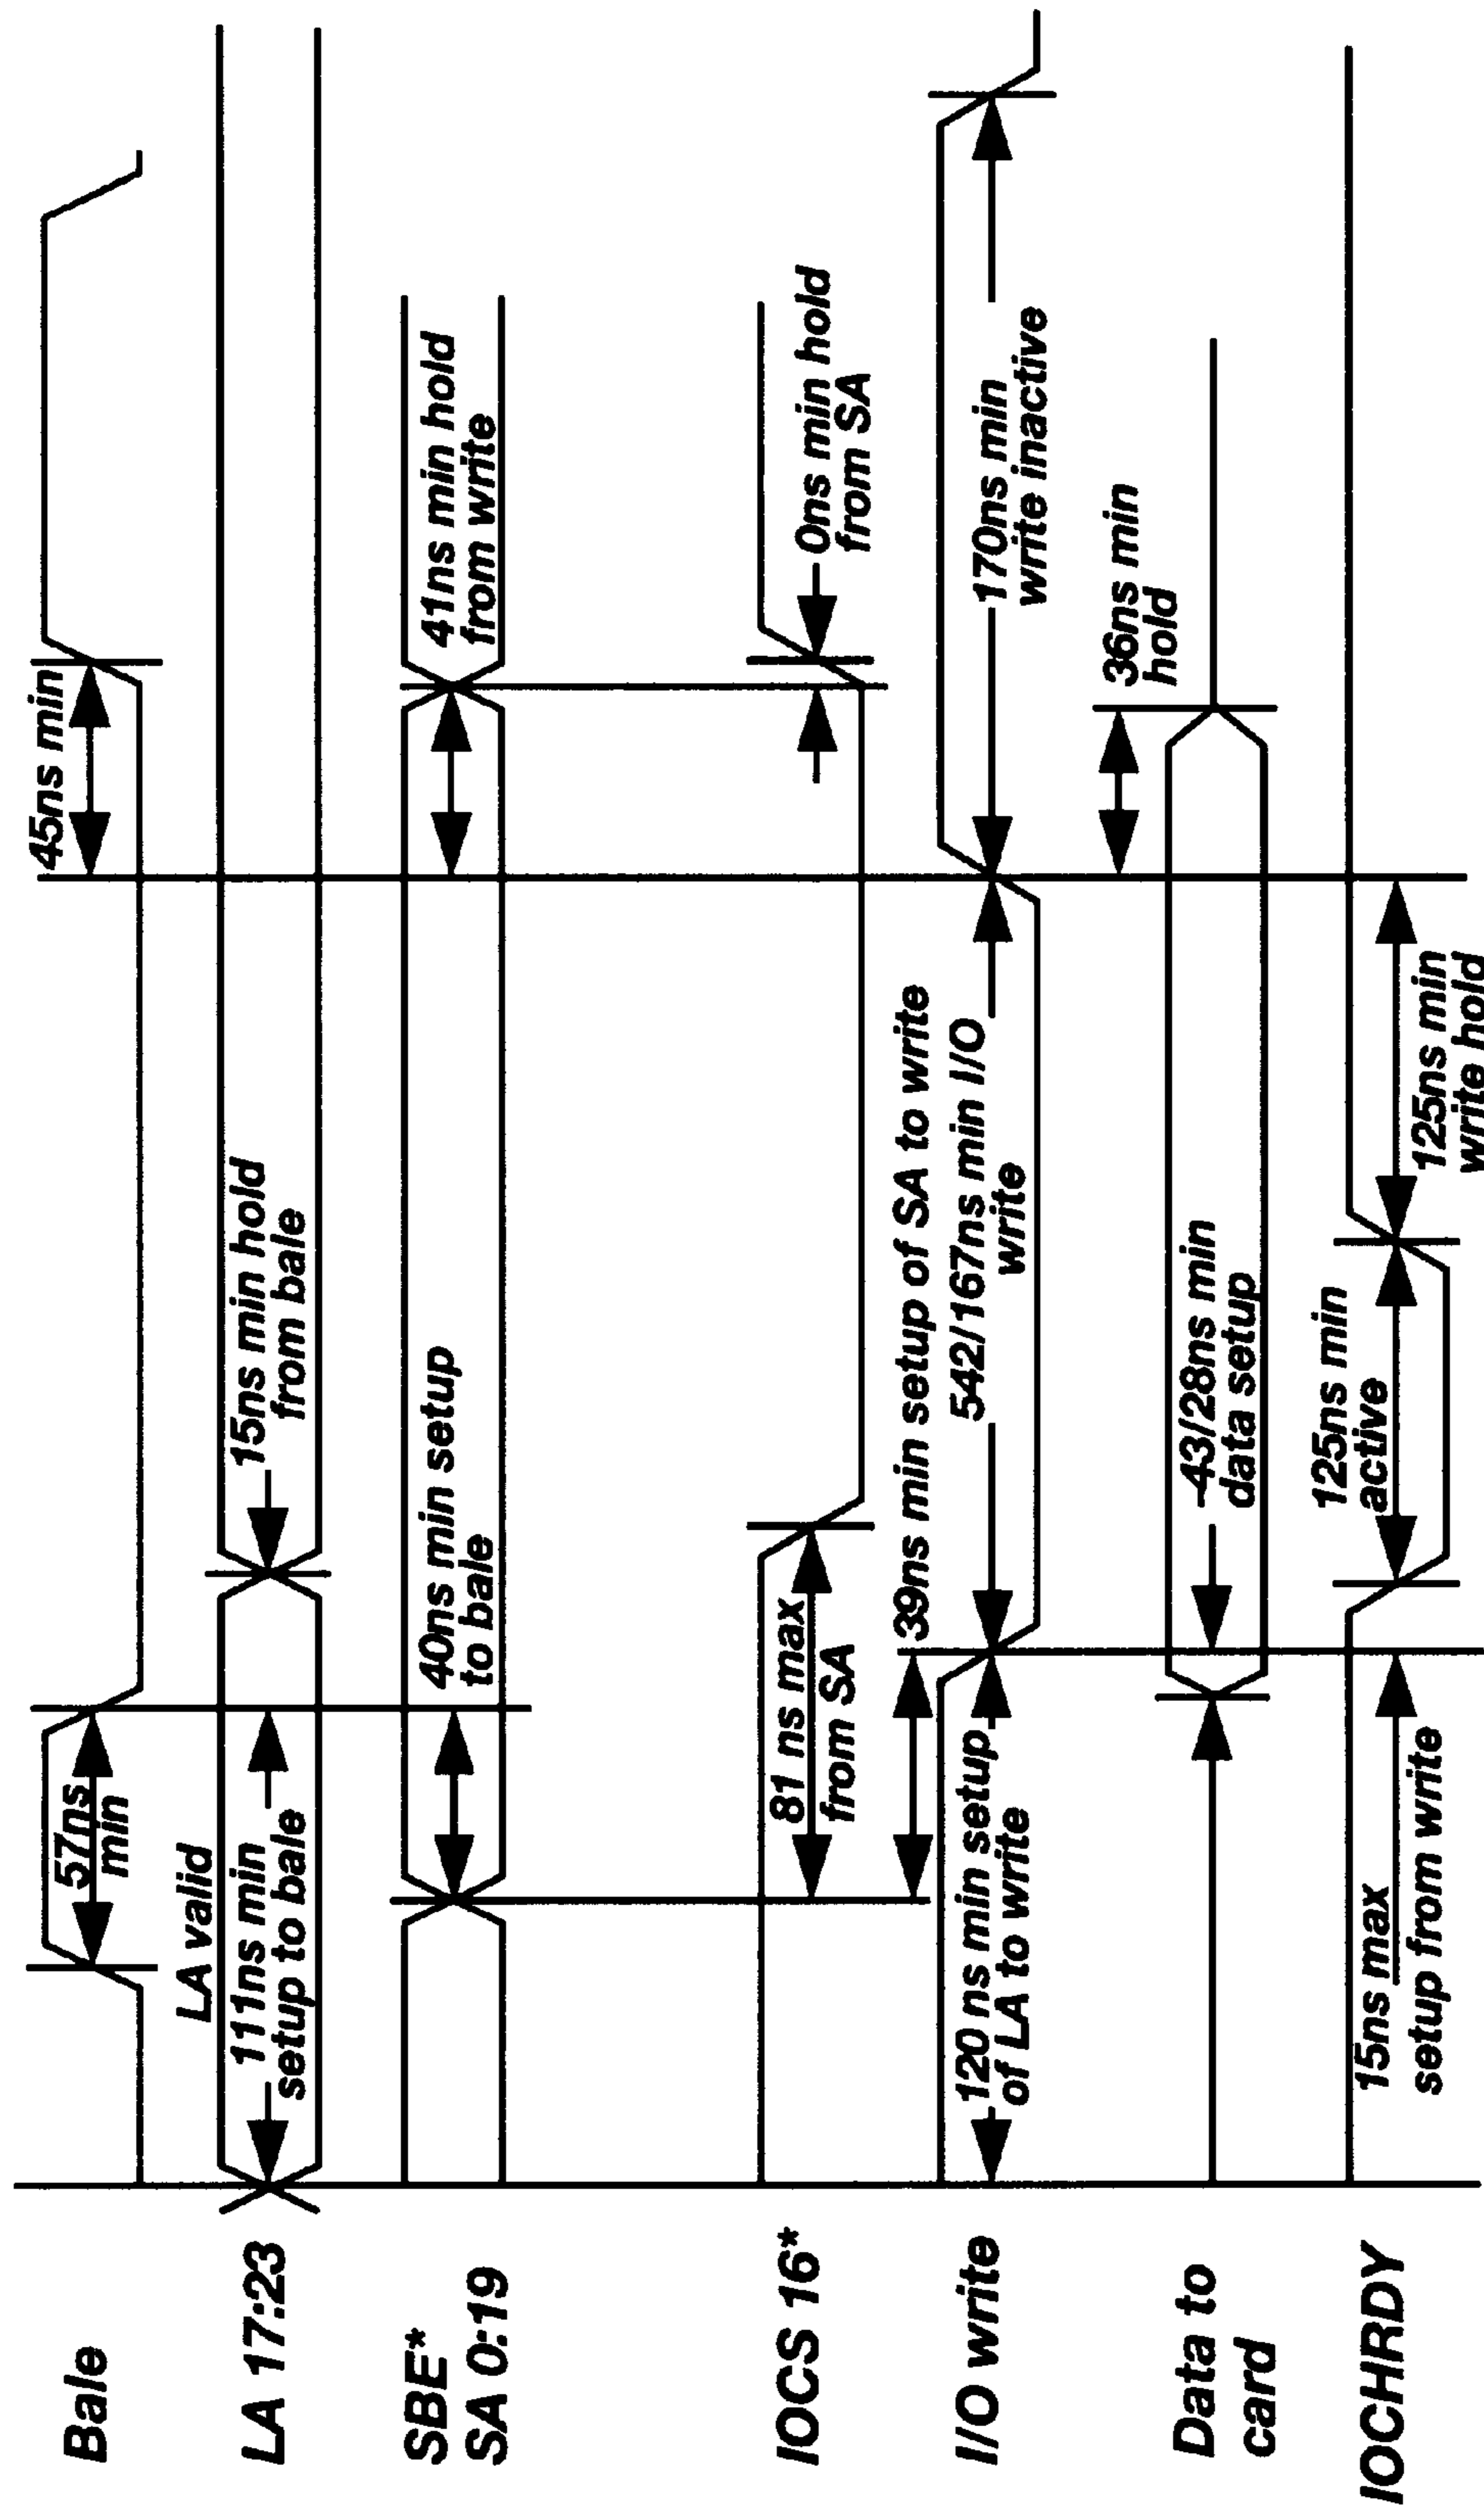 Bale
57ns
min
45ns min
LA 17:23
LA valid
111ns min
setup to bale
15ns min hold
from bale
SBE*
SA 0:19
40ns min setup
to bale
41ns min hold
from write
IOCS 16*
81 ns max
from SA
0ns min hold
from SA
39ns min setup of SA to write
I/O write
120 ns min setup
of LA to write
542/167ns min I/O
write
170ns min
write inactive
Data to
card
-43/28ns min
data setup
36ns min
hold
IOCHRDY
15ns max
setup from write
125ns min
active
125ns min
write hold